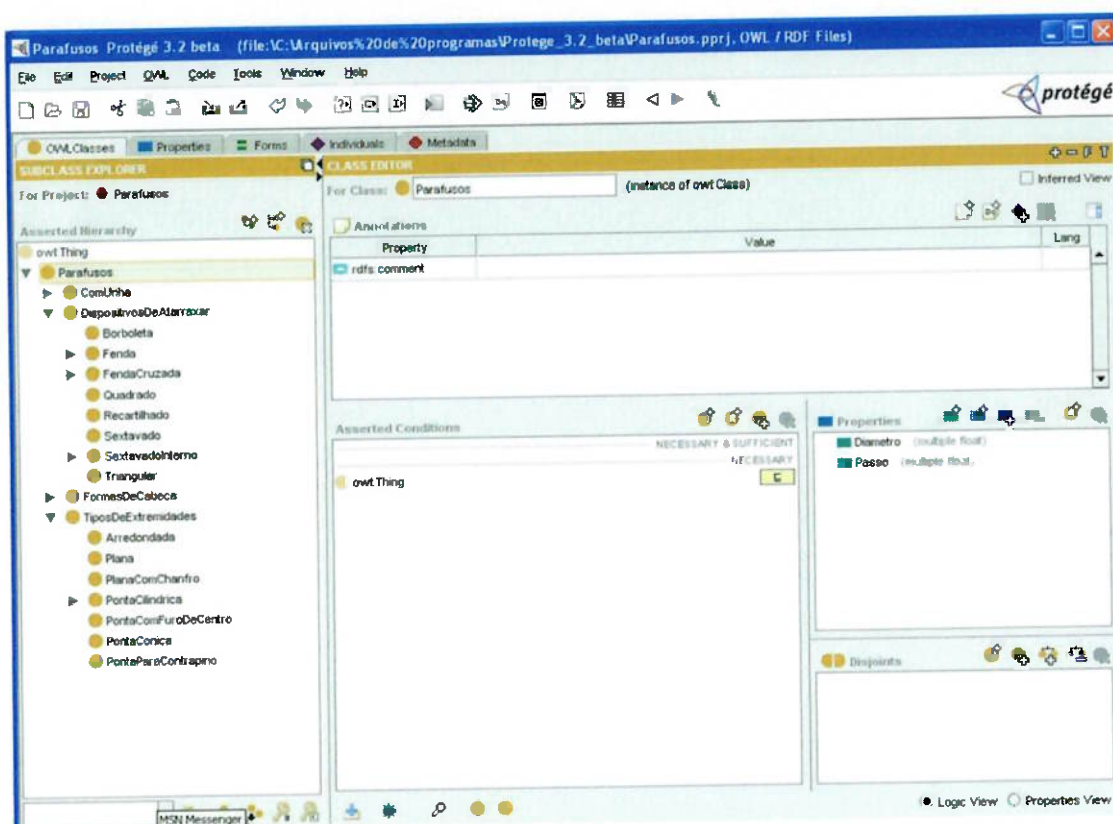 Parafusos Protégé 3.2 beta (file:\C:\Arquivos%20de%20programas\Protege_3.2_beta\Parafusos.pprj, OWL / RDF Files)
File Edit Project OWL Code Tools Window Help
protégé
OWLClasses Properties Forms Individuals Metadata
SUBCLASS EXPLORER
CLASS EDITOR
For Project: Parafusos
For Class: Parafusos (instance of owl:Class)
Inferred View
Asserted Hierarchy
Annotations
Property Value Lang
rdfs:comment
owl:Thing
Parafusos
ComUnha
DispositivosDeAtarraxar
Borboleta
Fenda
FendaCruzada
Quadrado
Recartilhado
Sextavado
SextavadoInterno
Triangular
FormasDeCabeca
TiposDeExtremidades
Arredondada
Plana
PlanaComChanfro
PontaCilindrica
PontaComFuroDeCentro
PontaConica
PontaParaContrapino
Asserted Conditions
NECESSARY & SUFFICIENT
NECESSARY
owl:Thing
Properties
Diametro (multiple float)
Passo (multiple float)
Disjoints
MSN Messenger
Logic View Properties View